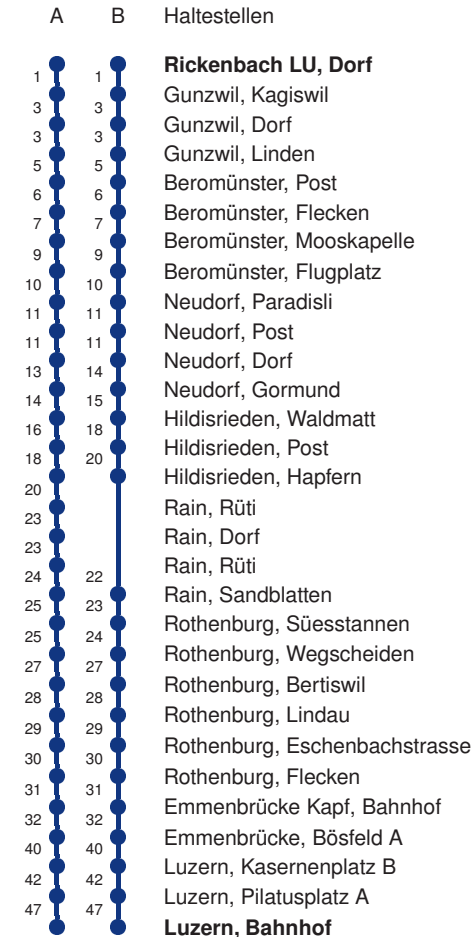 A B Haltestellen
Rickenbach LU, Dorf
1 1
Gunzwil, Kagiswil
3 3
Gunzwil, Dorf
3 3
Gunzwil, Linden
5 5
Beromünster, Post
6 6
Beromünster, Flecken
7 7
Beromünster, Mooskapelle
9 9
Beromünster, Flugplatz
10 10
Neudorf, Paradisli
11 11
Neudorf, Post
11 11
Neudorf, Dorf
13 14
Neudorf, Gormund
14 15
Hildisrieden, Waldmatt
16 18
Hildisrieden, Post
18 20
Hildisrieden, Hapfern
20
Rain, Rüti
23
Rain, Dorf
23
Rain, Rüti
24 22
Rain, Sandblatten
25 23
Rothenburg, Süesstannen
25 24
Rothenburg, Wegscheiden
27 27
Rothenburg, Bertiswil
28 28
Rothenburg, Lindau
29 29
Rothenburg, Eschenbachstrasse
30 30
Rothenburg, Flecken
31 31
Emmenbrücke Kapf, Bahnhof
32 32
Emmenbrücke, Bösfeld A
40 40
Luzern, Kasernenplatz B
42 42
Luzern, Pilatusplatz A
47 47
Luzern, Bahnhof